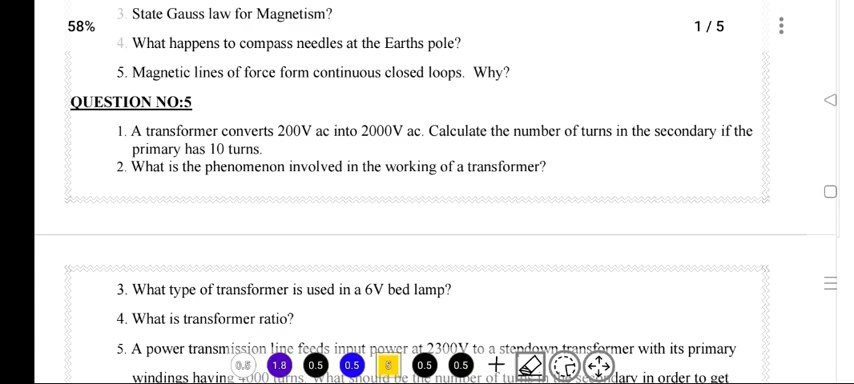 3. State Gauss law for Magnetism?
58%
1 / 5
4. What happens to compass needles at the Earths pole?
5. Magnetic lines of force form continuous closed loops. Why?
QUESTION NO:5
1. A transformer converts 200V ac into 2000V ac. Calculate the number of turns in the secondary if the
primary has 10 turns.
2. What is the phenomenon involved in the working of a transformer?
3. What type of transformer is used in a 6V bed lamp?
4. What is transformer ratio?
5. A power transmission line feeds input power at 2300V to a stepdown transformer with its primary
0.5 1.8 0.5 0.5 5 0.5 0.5
windings having 4000 turns. What should be the number of turns in the secondary in order to get